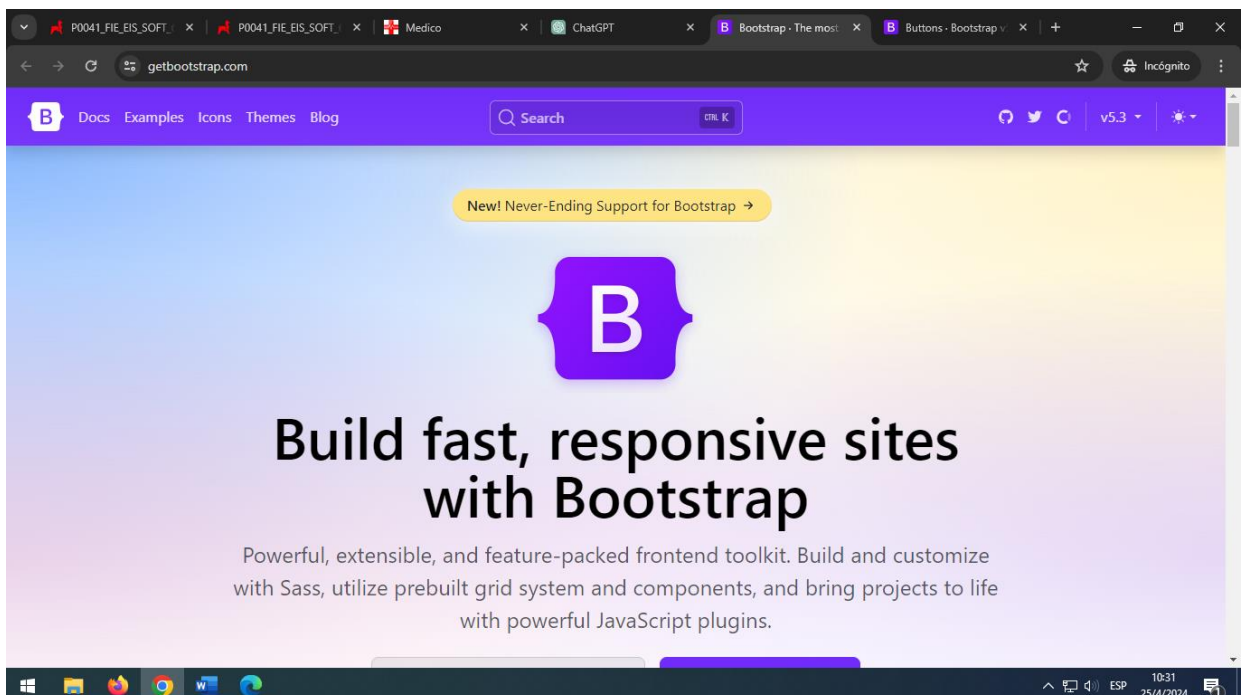 P0041_FIE_EIS_SOFT_
P0041_FIE_EIS_SOFT_
Medico
ChatGPT
B Bootstrap · The most
B Buttons · Bootstrap v
getbootstrap.com
Incógnito
B
Docs Examples Icons Themes Blog
Search
CTRL K
v5.3
New! Never-Ending Support for Bootstrap →
B
Build fast, responsive sites
with Bootstrap
Powerful, extensible, and feature-packed frontend toolkit. Build and customize
with Sass, utilize prebuilt grid system and components, and bring projects to life
with powerful JavaScript plugins.
ESP
10:31
25/4/2024